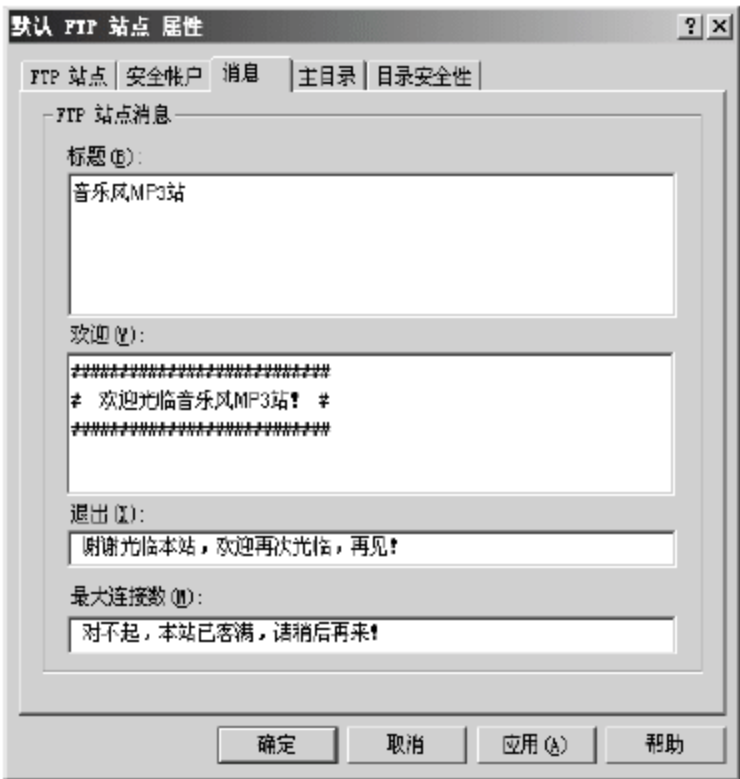 默认 FTP 站点 属性
? ×
FTP 站点 安全帐户 消息 主目录 目录安全性
FTP 站点消息
标题(B):
音乐风MP3站
欢迎(W):
###########################
# 欢迎光临音乐风MP3站! #
###########################
退出(X):
谢谢光临本站,欢迎再次光临,再见!
最大连接数(M):
对不起,本站已客满,请稍后再来!
确定 取消 应用(A) 帮助